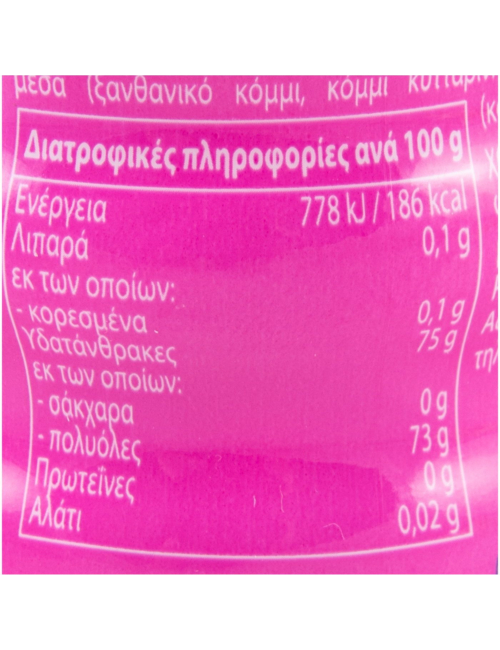 μέσα (ξανθανικό κόμμι, κόμμι
Διατροφικές πληροφορίες ανά 100 g
Ενέργεια 778 kJ / 186 kcal
Λιπαρά 0,1 g
εκ των οποίων:
- κορεσμένα 0,1 g
Υδατάνθρακες 75 g
εκ των οποίων:
- σάκχαρα 0 g
- πολυόλες 73 g
Πρωτεΐνες 0 g
Αλάτι 0,02 g